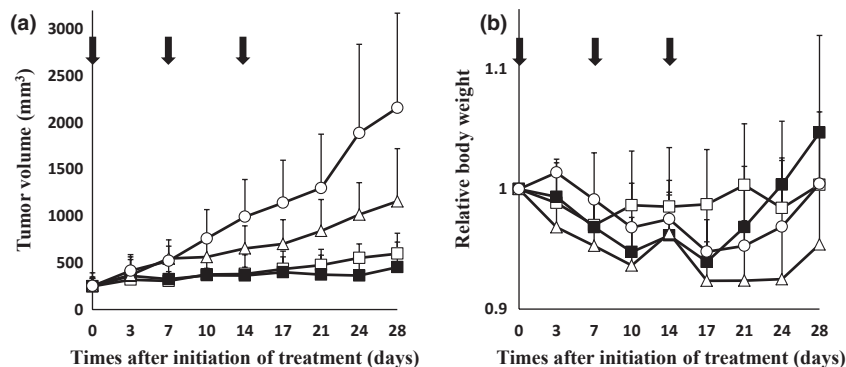 (a)
3000
2500
2000
1500
1000
500
0
Tumor volume (mm³)
0 3 7 10 14 17 21 24 28
Times after initiation of treatment (days)
(b)
1.1
1
0.9
Relative body weight
0 3 7 10 14 17 21 24 28
Times after initiation of treatment (days)